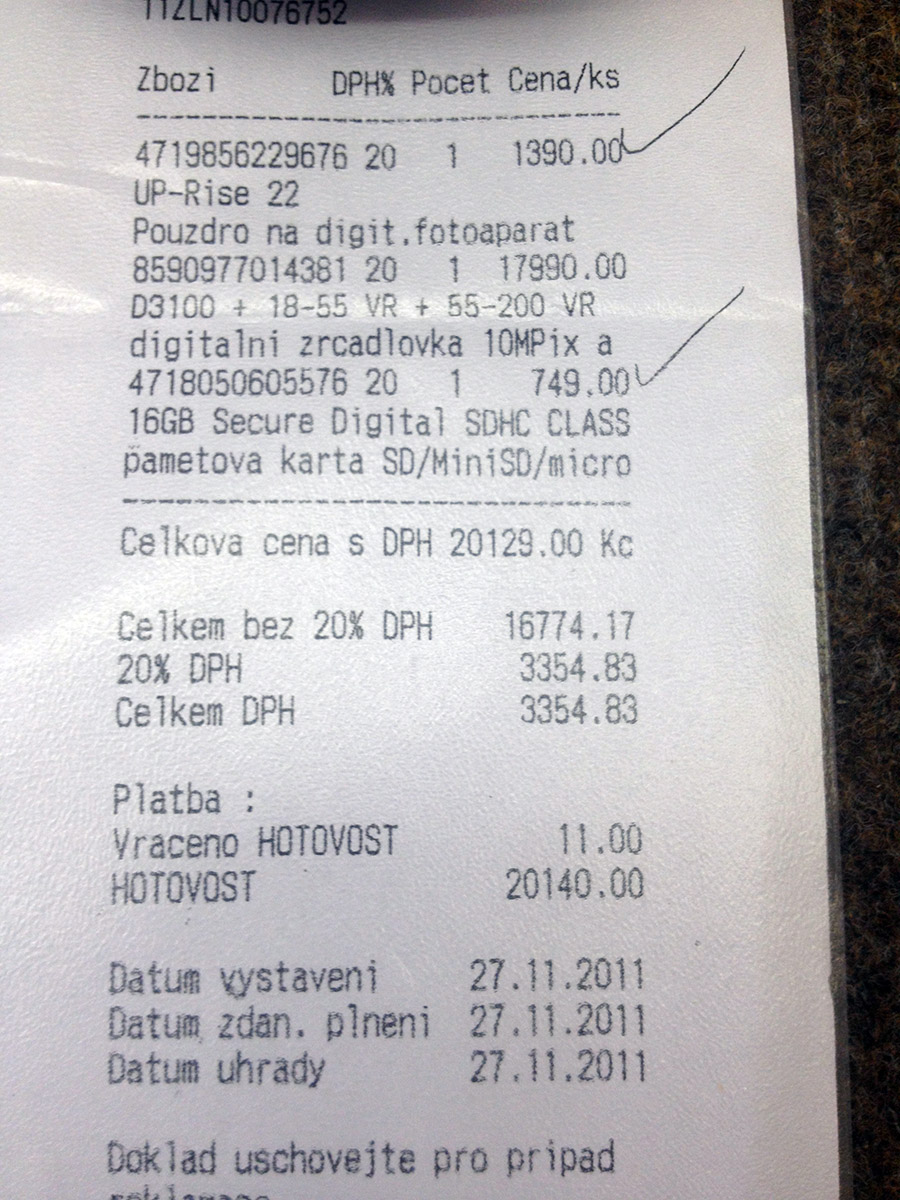 11ZLN10076752
Zbozi DPH% Pocet Cena/ks
4719856229676 20 1 1390.00
UP-Rise 22
Pouzdro na digit.fotoaparat
8590977014381 20 1 17990.00
D3100 + 18-55 VR + 55-200 VR
digitalni zrcadlovka 10MPix a
4718050605576 20 1 749.00
16GB Secure Digital SDHC CLASS
pametova karta SD/MiniSD/micro
Celkova cena s DPH 20129.00 Kc
Celkem bez 20% DPH 16774.17
20% DPH 3354.83
Celkem DPH 3354.83
Platba :
Vraceno HOTOVOST 11.00
HOTOVOST 20140.00
Datum vystaveni 27.11.2011
Datum zdan. plneni 27.11.2011
Datum uhrady 27.11.2011
Doklad uschovejte pro pripad